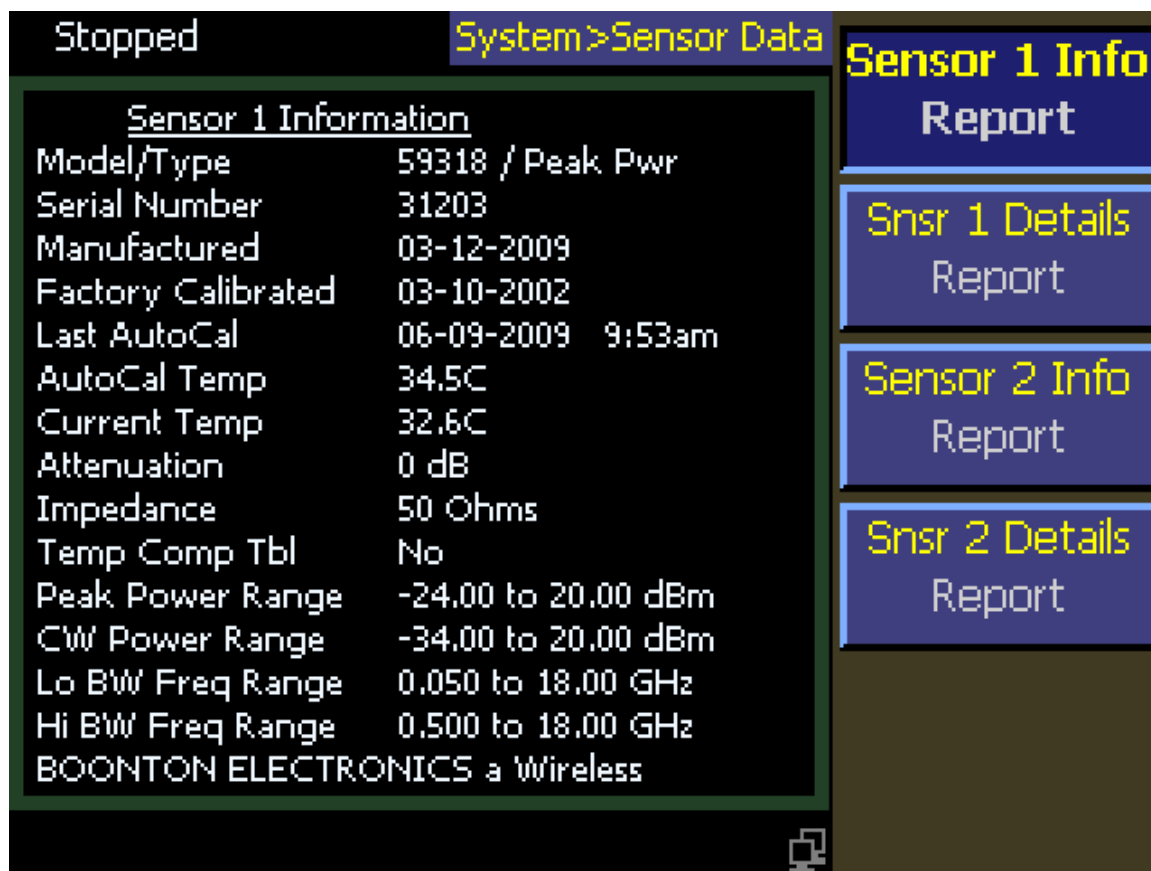 Stopped
System>Sensor Data
Sensor 1 Information
Model/Type 59318 / Peak Pwr
Serial Number 31203
Manufactured 03-12-2009
Factory Calibrated 03-10-2002
Last AutoCal 06-09-2009 9:53am
AutoCal Temp 34.5C
Current Temp 32.6C
Attenuation 0 dB
Impedance 50 Ohms
Temp Comp Tbl No
Peak Power Range -24.00 to 20.00 dBm
CW Power Range -34.00 to 20.00 dBm
Lo BW Freq Range 0.050 to 18.00 GHz
Hi BW Freq Range 0.500 to 18.00 GHz
BOONTON ELECTRONICS a Wireless
Sensor 1 Info
Report
Snsr 1 Details
Report
Sensor 2 Info
Report
Snsr 2 Details
Report